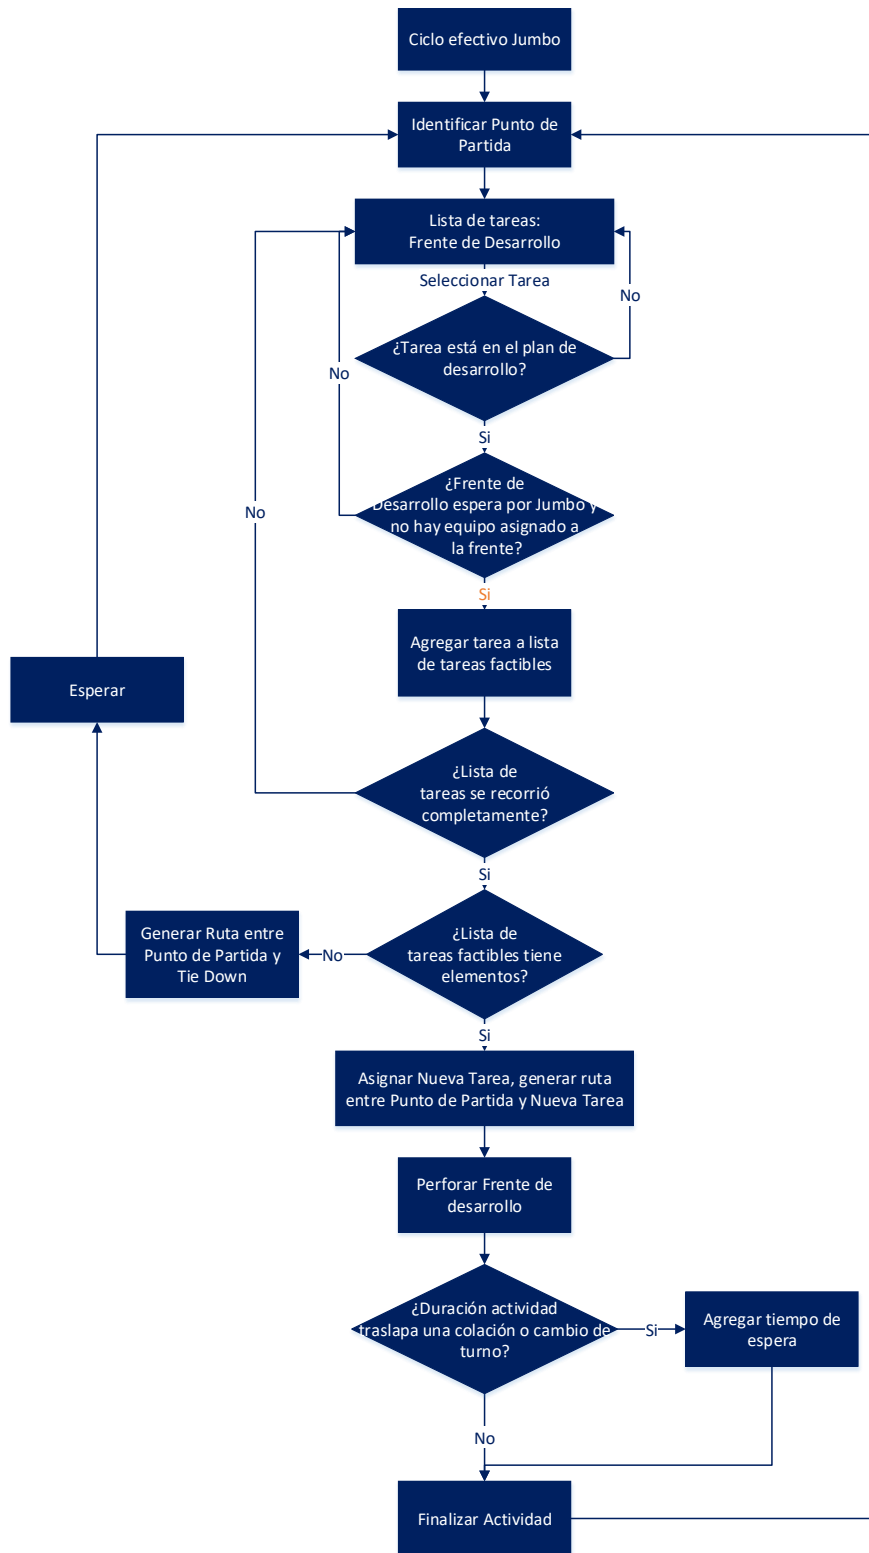 Ciclo efectivo Jumbo
Identificar Punto de
Partida
Lista de tareas:
Frente de Desarrollo
Seleccionar Tarea
No
¿Tarea está en el plan de
desarrollo?
No
Si
¿Frente de
Desarrollo espera por Jumbo y
no hay equipo asignado a
la frente?
No
Si
Agregar tarea a lista
de tareas factibles
Esperar
¿Lista de
tareas se recorrió
completamente?
Si
Generar Ruta entre
Punto de Partida y
Tie Down
No
¿Lista de
tareas factibles tiene
elementos?
Si
Asignar Nueva Tarea, generar ruta
entre Punto de Partida y Nueva Tarea
Perforar Frente de
desarrollo
¿Duración actividad
traslapa una colación o cambio de
turno?
Si
Agregar tiempo de
espera
No
Finalizar Actividad